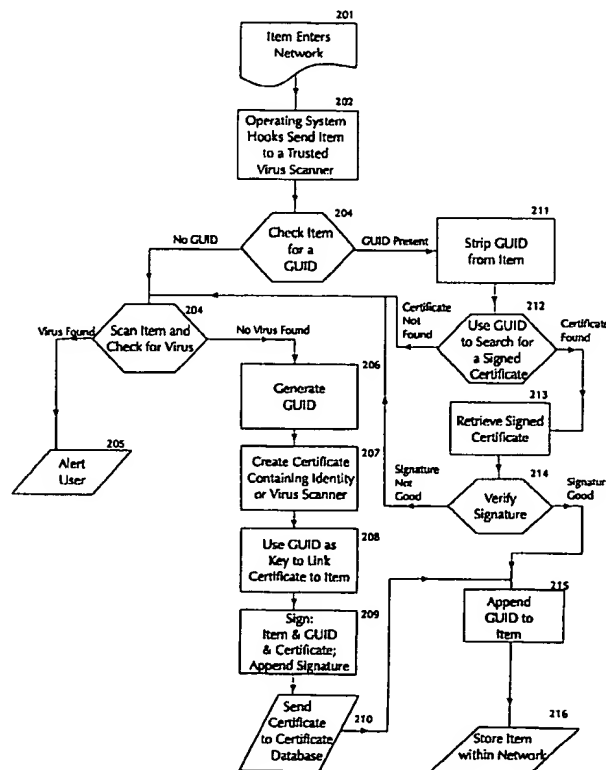 201
Item Enters
Network
202
Operating System
Hooks Send Item
to a Trusted
Virus Scanner
204
Check Item
for a
GUID
No GUID
GUID Present
211
Strip GUID
from Item
204
Scan Item and
Check for Virus
Virus Found
No Virus Found
Certificate
Not
Found
212
Use GUID
to Search for
a Signed
Certificate
Certificate
Found
205
Alert
User
206
Generate
GUID
213
Retrieve Signed
Certificate
207
Create Certificate
Containing Identity
or Virus Scanner
Signature
Not
Good
214
Verify
Signature
Signature
Good
208
Use GUID as
Key to Link
Certificate to Item
209
Sign:
Item & GUID
& Certificate;
Append Signature
215
Append
GUID to
Item
210
Send
Certificate
to Certificate
Database
216
Store Item
within Network